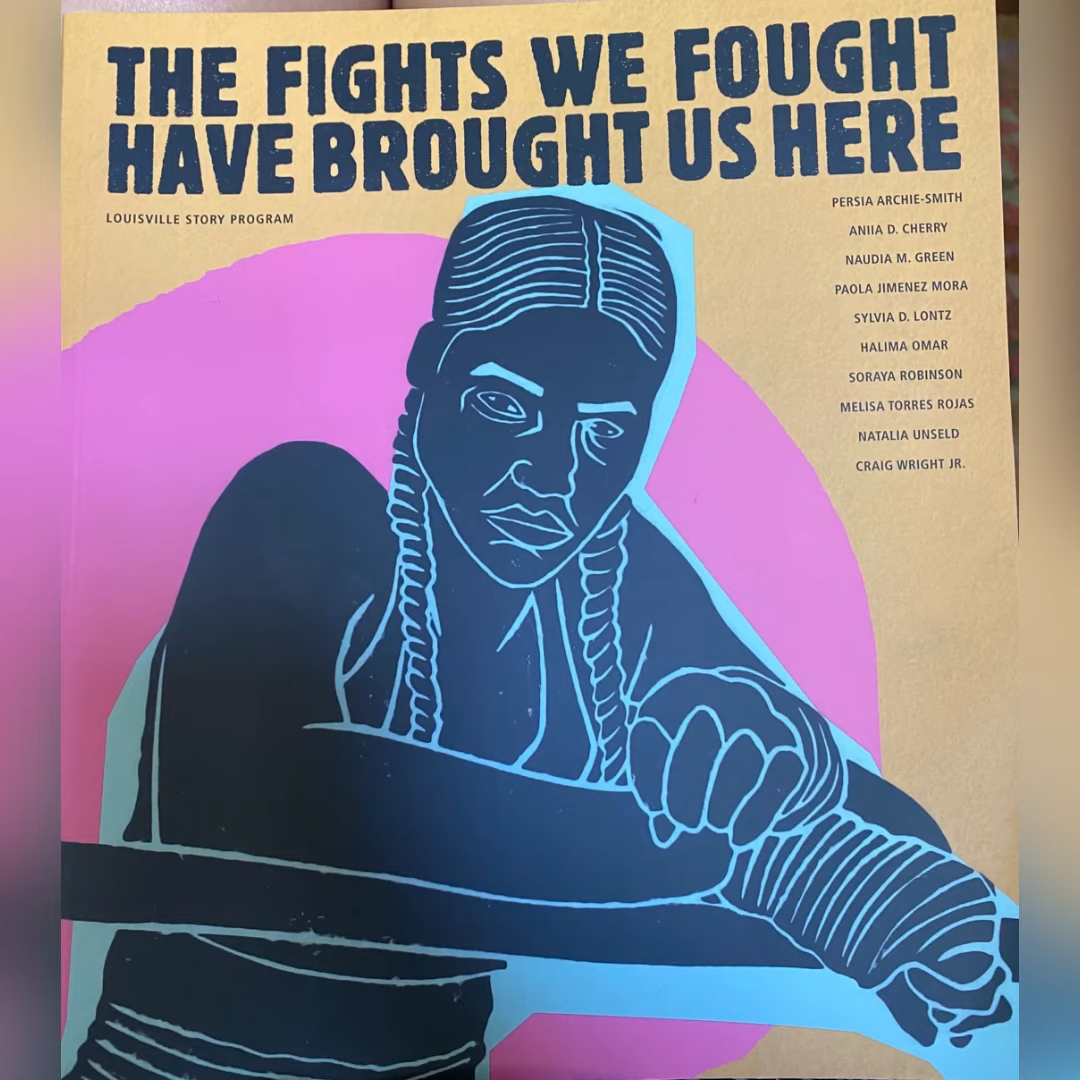 THE FIGHTS WE FOUGHT
HAVE BROUGHT US HERE
LOUISVILLE STORY PROGRAM
PERSIA ARCHIE-SMITH
ANIIA D. CHERRY
NAUDIA M. GREEN
PAOLA JIMENEZ MORA
SYLVIA D. LONTZ
HALIMA OMAR
SORAYA ROBINSON
MELISA TORRES ROJAS
NATALIA UNSELD
CRAIG WRIGHT JR.